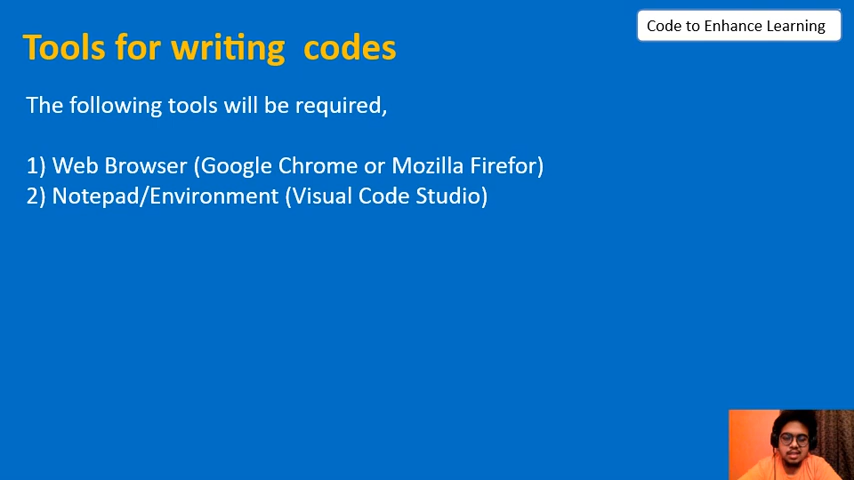 Code to Enhance Learning
Tools for writing codes
The following tools will be required,
1) Web Browser (Google Chrome or Mozilla Firefor)
2) Notepad/Environment (Visual Code Studio)